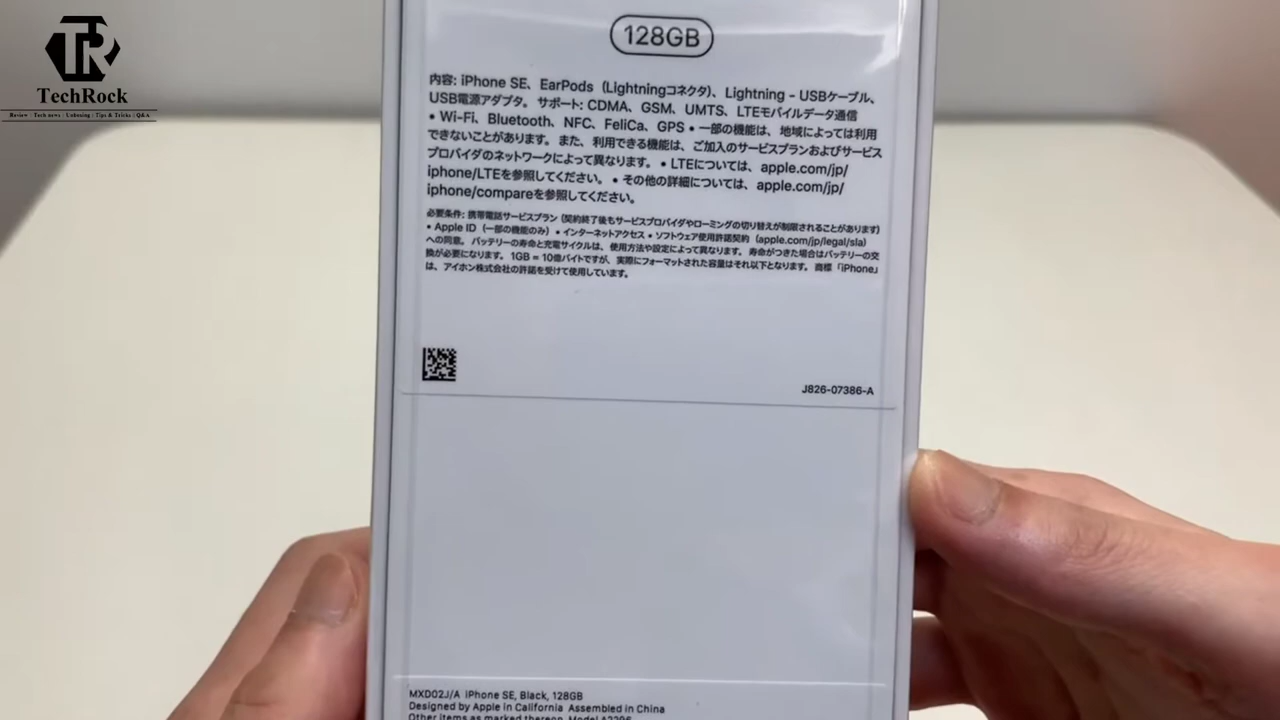 TR
TechRock
Review | Tech news | Unboxing | Tips & Tricks | Q&A
128GB
内容: iPhone SE、EarPods（Lightningコネクタ）、Lightning - USBケーブル、
USB電源アダプタ。 サポート: CDMA、GSM、UMTS、LTEモバイルデータ通信
• Wi-Fi、Bluetooth、NFC、FeliCa、GPS • 一部の機能は、地域によっては利用
できないことがあります。 また、利用できる機能は、ご加入のサービスプランおよびサービス
プロバイダのネットワークによって異なります。 • LTEについては、apple.com/jp/
iphone/LTEを参照してください。 • その他の詳細については、apple.com/jp/
iphone/compareを参照してください。
必要条件: 携帯電話サービスプラン（契約終了後もサービスプロバイダやローミングの切り替えが制限されることがあります）
• Apple ID（一部の機能のみ）• インターネットアクセス • ソフトウェア使用許諾契約（apple.com/jp/legal/sla）
への同意。 バッテリーの寿命と充電サイクルは、使用方法や設定によって異なります。 寿命がつきた場合はバッテリーの交
換が必要になります。 1GB = 10億バイトですが、実際にフォーマットされた容量はそれ以下となります。 商標「iPhone」
は、アイホン株式会社の許諾を受けて使用しています。
J826-07386-A
MXD02J/A iPhone SE, Black, 128GB
Designed by Apple in California Assembled in China
Other items as marked thereon Model A2296